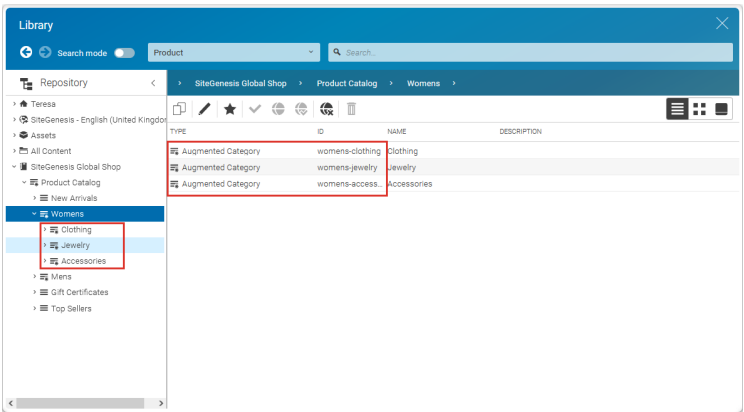 Library
Search mode
Product
Search...
Repository
SiteGenesis Global Shop
Product Catalog
Womens
Teresa
SiteGenesis - English (United Kingdor
Assets
All Content
SiteGenesis Global Shop
Product Catalog
New Arrivals
Womens
Clothing
Jewelry
Accessories
Mens
Gift Certificates
Top Sellers
TYPE ID NAME DESCRIPTION
Augmented Category womens-clothing Clothing
Augmented Category womens-jewelry Jewelry
Augmented Category womens-access... Accessories